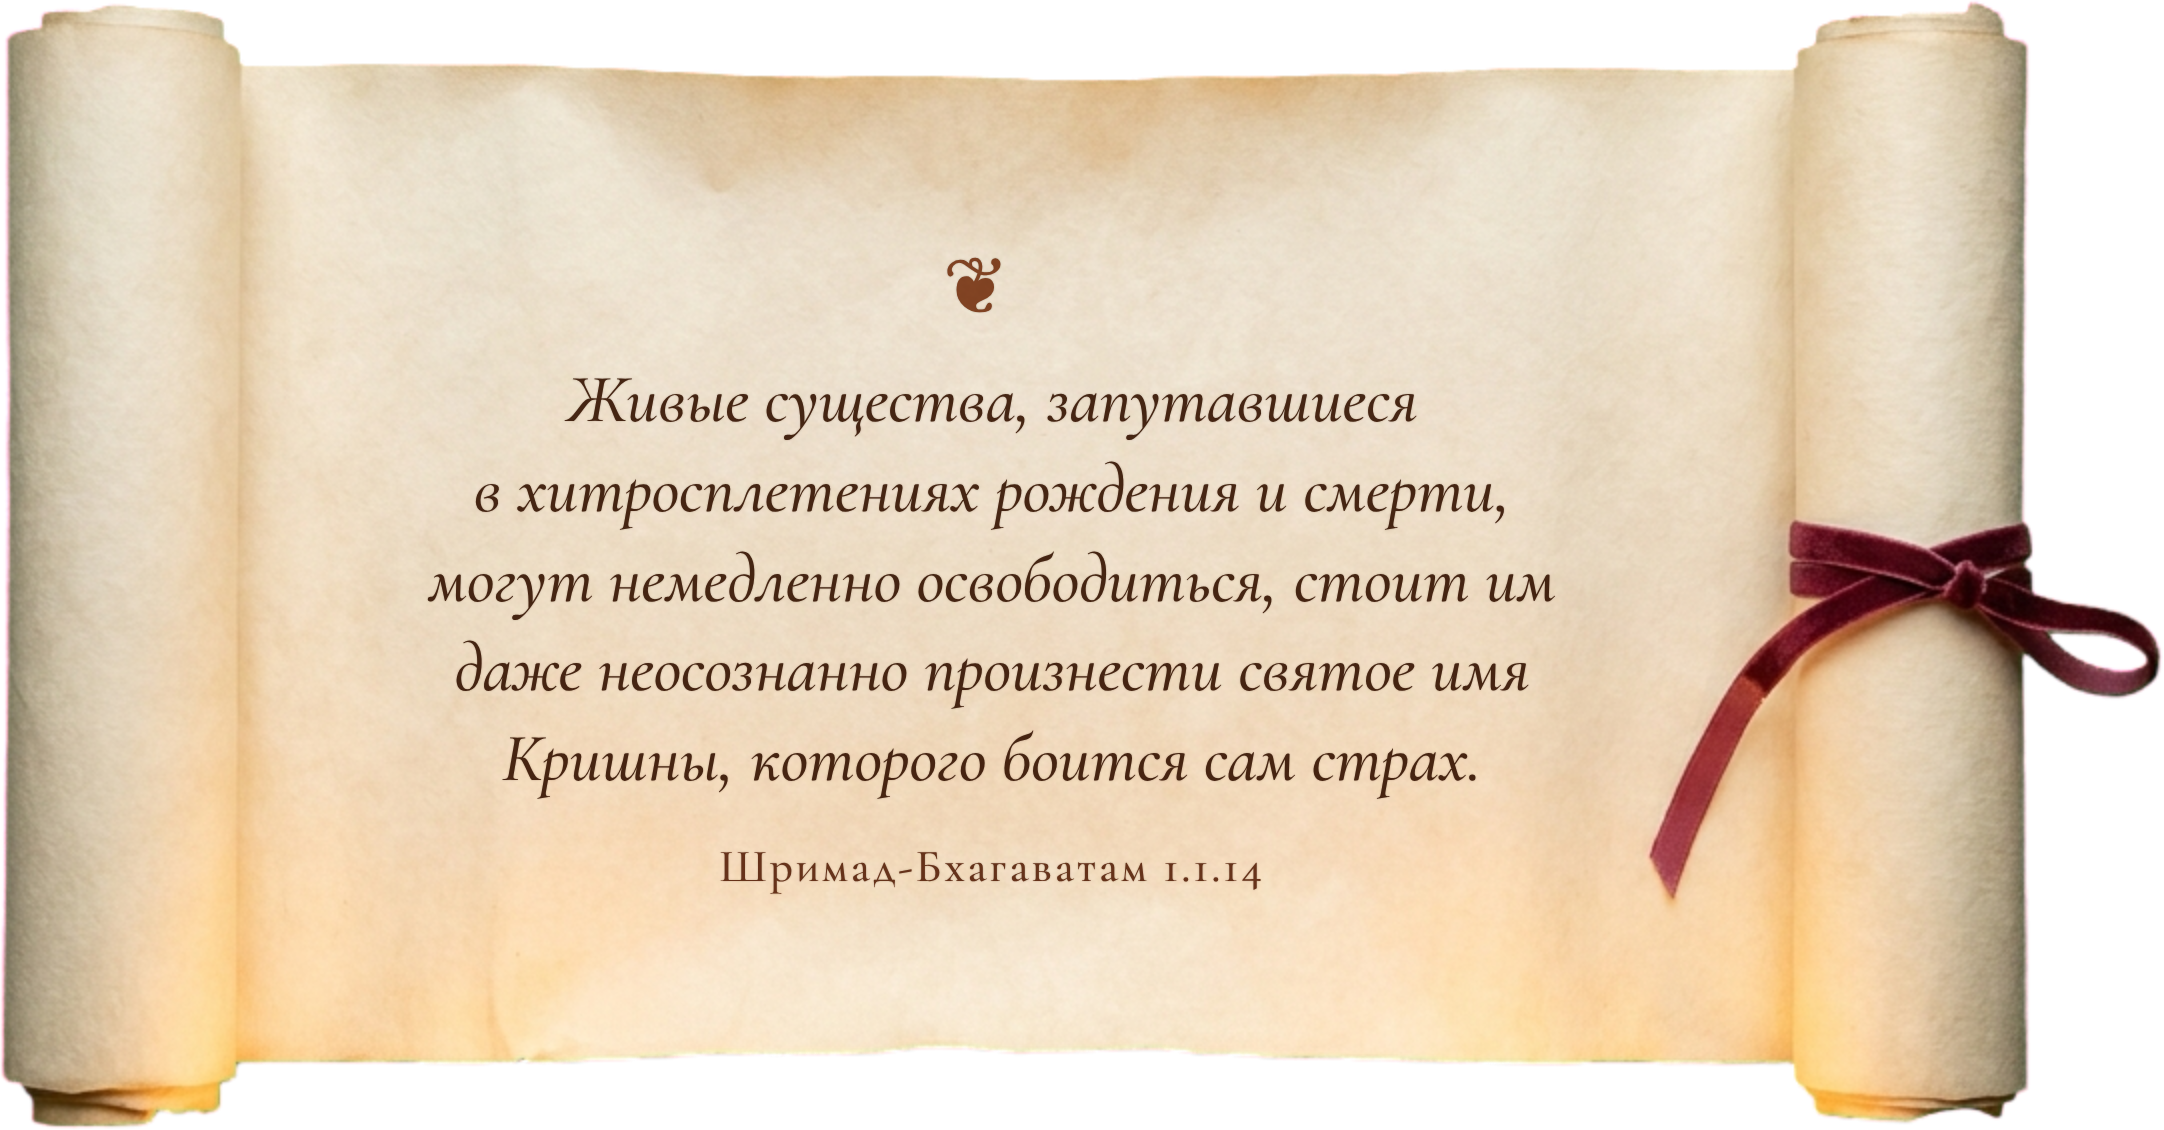 Живые существа, запутавшиеся
в хитросплетениях рождения и смерти,
могут немедленно освободиться, стоит им
даже неосознанно произнести святое имя
Кришны, которого боится сам страх.
Шримад-Бхагаватам 1.1.14